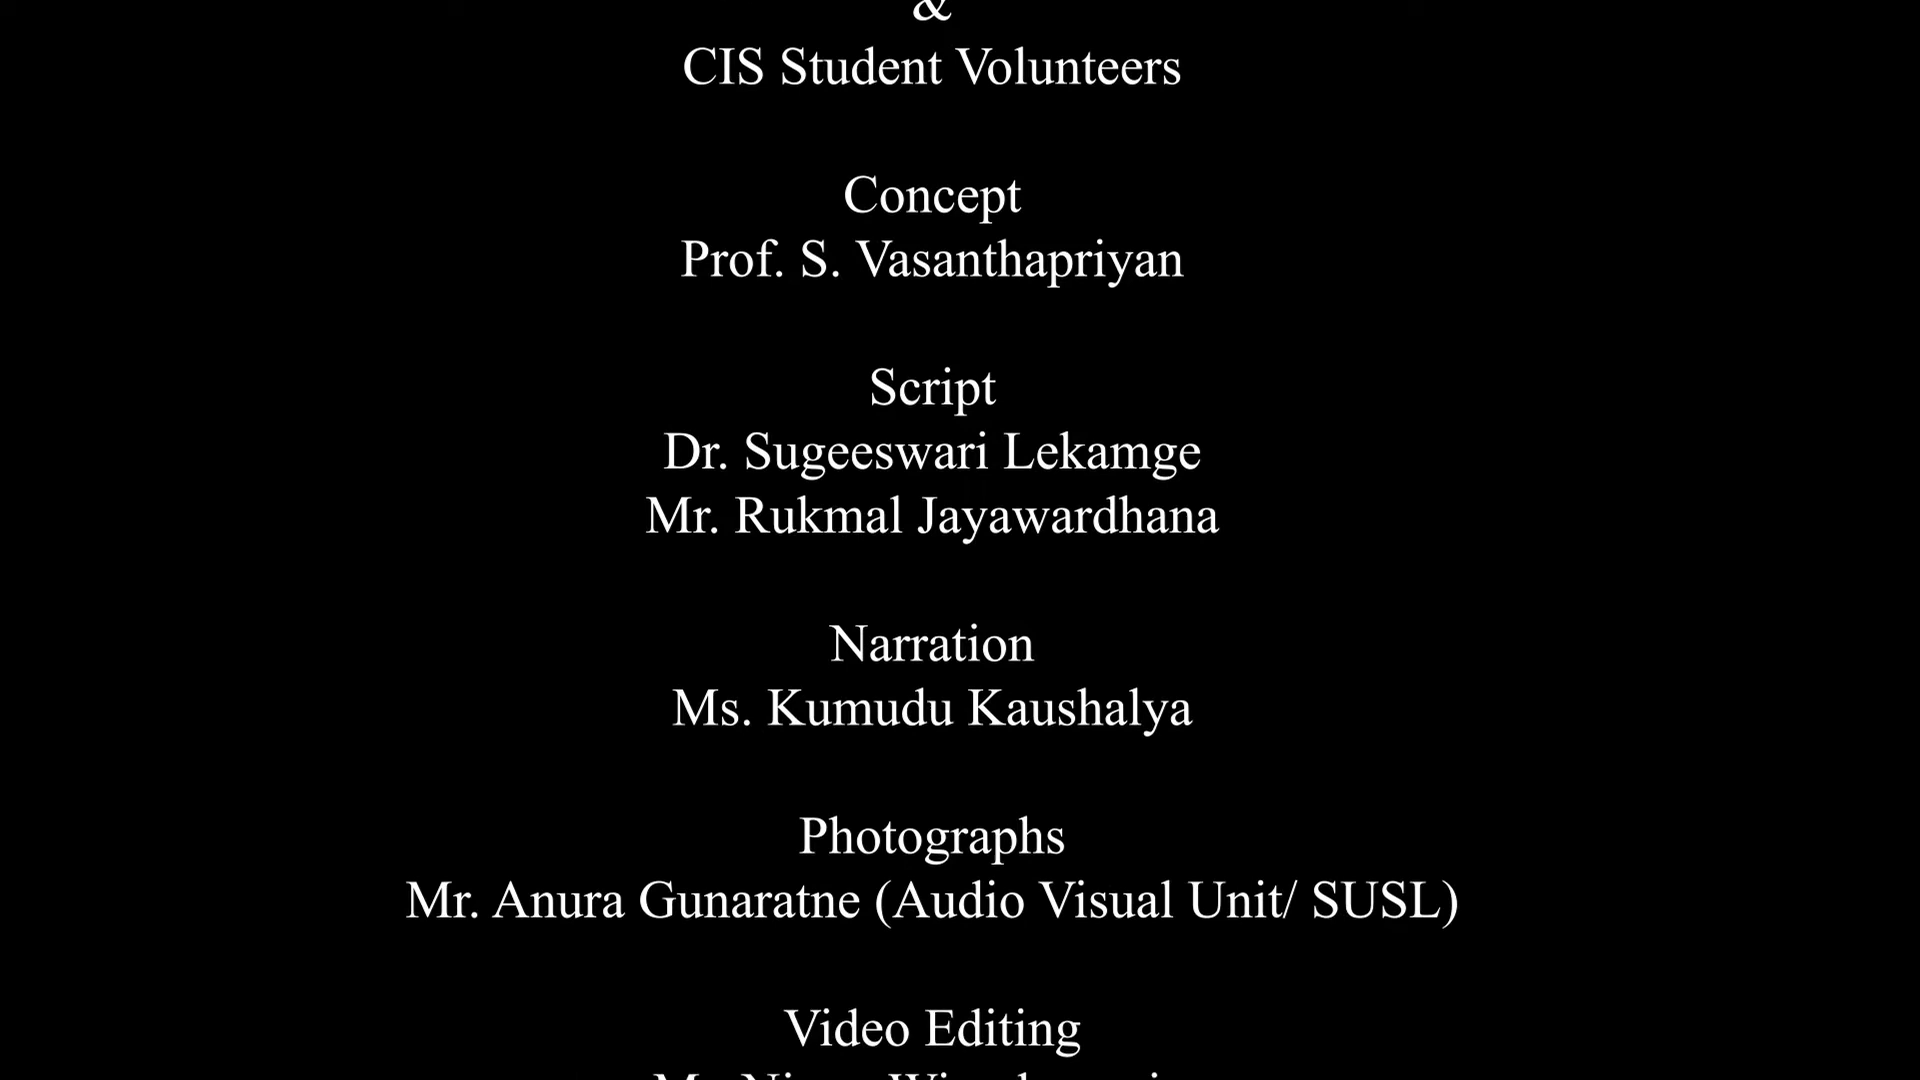 &
CIS Student Volunteers
Concept
Prof. S. Vasanthapriyan
Script
Dr. Sugeeswari Lekamge
Mr. Rukmal Jayawardhana
Narration
Ms. Kumudu Kaushalya
Photographs
Mr. Anura Gunaratne (Audio Visual Unit/ SUSL)
Video Editing